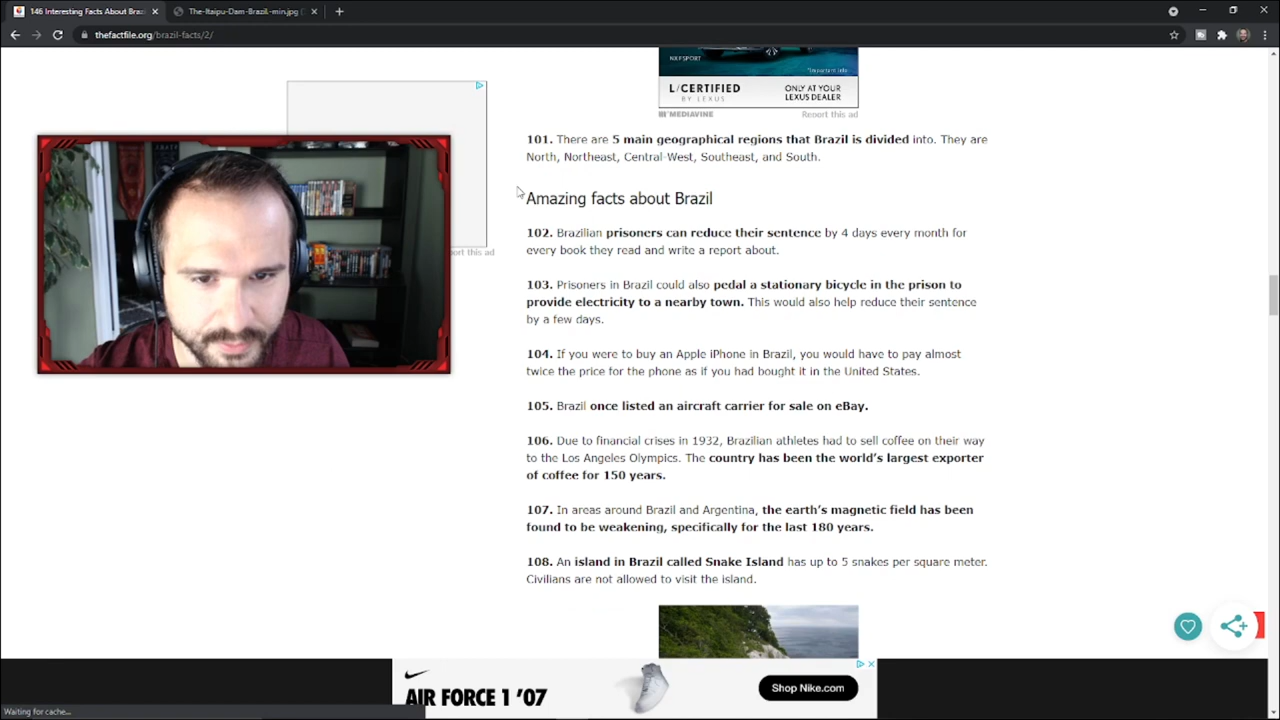 146 Interesting Facts About Braz
The-Itaipu-Dam-Brazil-min.jpg (
thefactfile.org/brazil-facts/2/
NX F SPORT
*Important info
L/CERTIFIED
BY LEXUS
ONLY AT YOUR
LEXUS DEALER
MEDIAVINE
Report this ad
101. There are 5 main geographical regions that Brazil is divided into. They are
North, Northeast, Central-West, Southeast, and South.
Amazing facts about Brazil
ort this ad
102. Brazilian prisoners can reduce their sentence by 4 days every month for
every book they read and write a report about.
103. Prisoners in Brazil could also pedal a stationary bicycle in the prison to
provide electricity to a nearby town. This would also help reduce their sentence
by a few days.
104. If you were to buy an Apple iPhone in Brazil, you would have to pay almost
twice the price for the phone as if you had bought it in the United States.
105. Brazil once listed an aircraft carrier for sale on eBay.
106. Due to financial crises in 1932, Brazilian athletes had to sell coffee on their way
to the Los Angeles Olympics. The country has been the world's largest exporter
of coffee for 150 years.
107. In areas around Brazil and Argentina, the earth's magnetic field has been
found to be weakening, specifically for the last 180 years.
108. An island in Brazil called Snake Island has up to 5 snakes per square meter.
Civilians are not allowed to visit the island.
AIR FORCE 1 '07
Shop Nike.com
Waiting for cache...